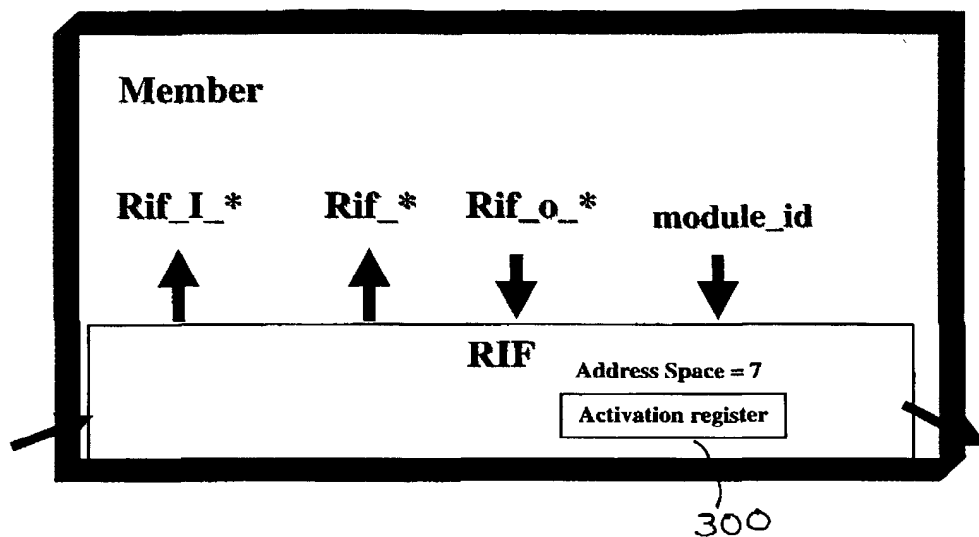 Member
Rif_I_* Rif_* Rif_o_* module_id
RIF
Address Space = 7
Activation register
300